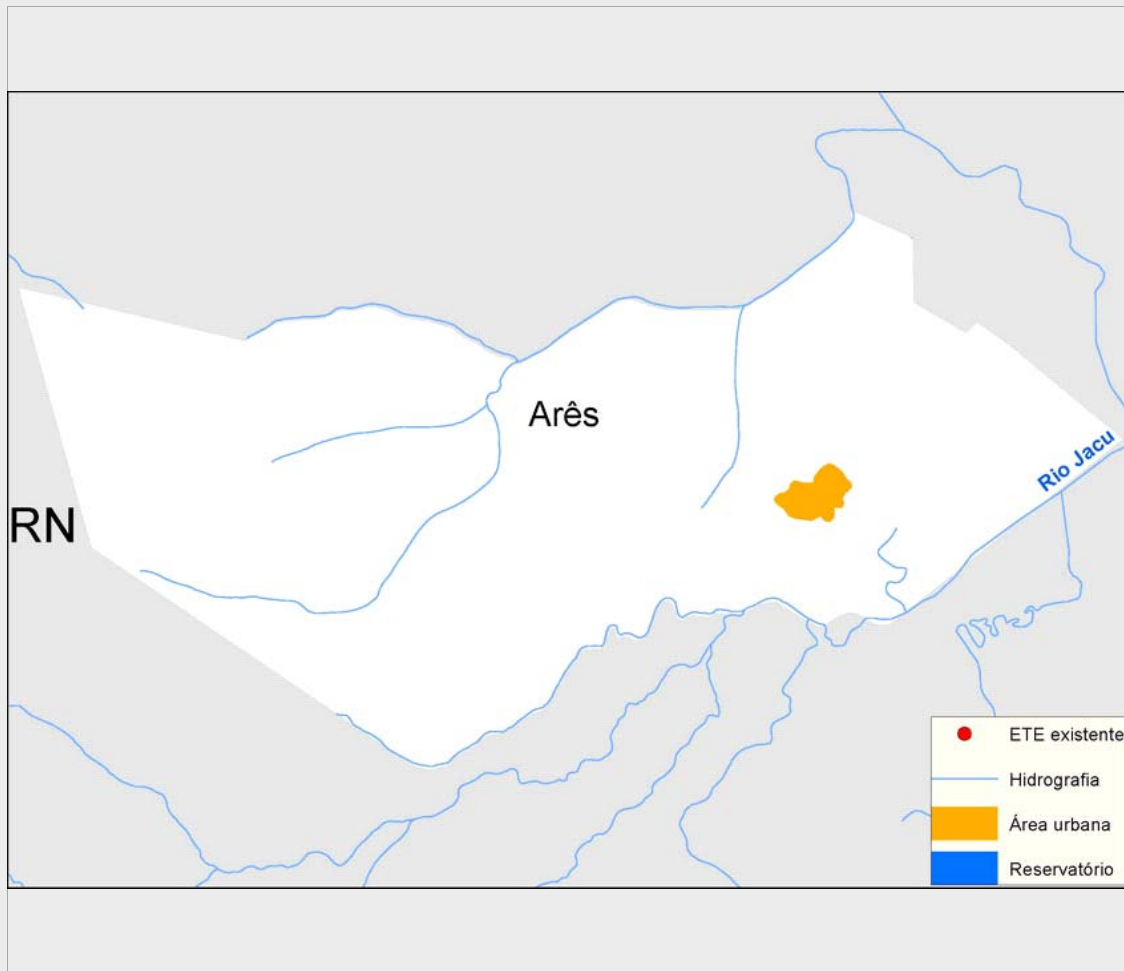 Arês
Rio Jacu
RN
ETE existente
Hidrografia
Área urbana
Reservatório